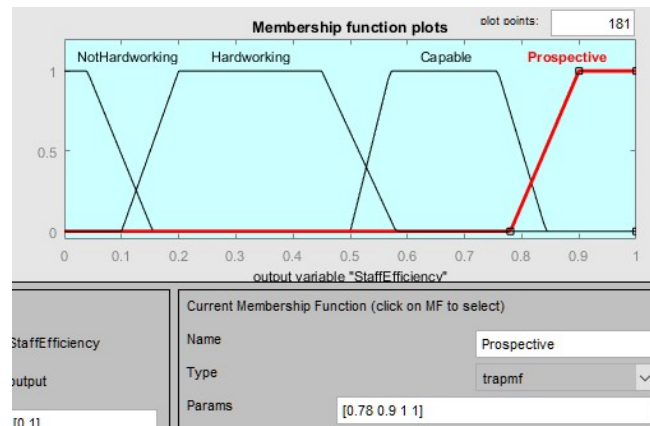 Membership function plots
plot points:
181
NotHardworking Hardworking Capable Prospective
1
0.5
0
0 0.1 0.2 0.3 0.4 0.5 0.6 0.7 0.8 0.9 1
output variable "StaffEfficiency"
Current Membership Function (click on MF to select)
StaffEfficiency
Name
Prospective
output
Type
trapmf
[0 1]
Params
[0.78 0.9 1 1]